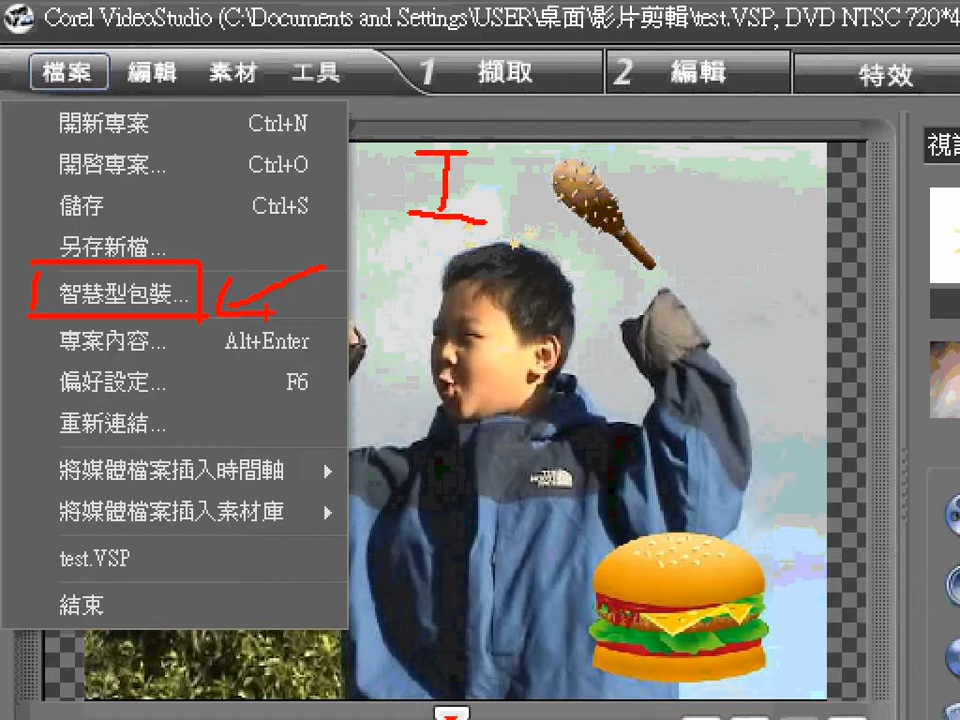 Corel VideoStudio (C:\Documents and Settings\USER\桌面\影片剪輯\test.VSP, DVD NTSC 720*4
檔案 編輯 素材 工具 1 擷取 2 編輯 特效
開新專案 Ctrl+N
開啓專案... Ctrl+O
儲存 Ctrl+S
另存新檔...
智慧型包裝...
專案內容... Alt+Enter
偏好設定... F6
重新連結...
將媒體檔案插入時間軸
將媒體檔案插入素材庫
test.VSP
結束
THE NORTH FACE